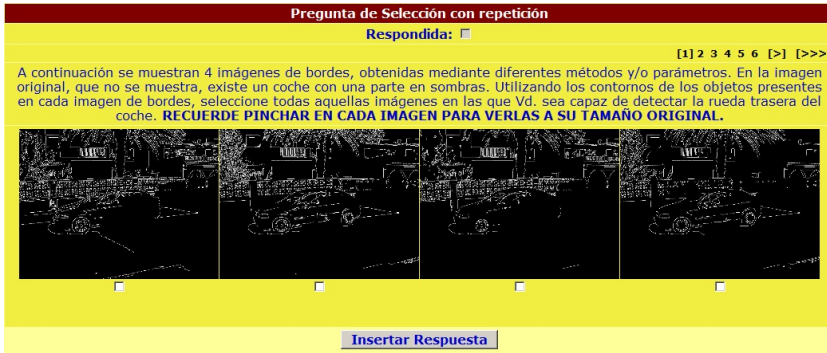 Pregunta de Selección con repetición
Respondida:
[1] 2 3 4 5 6 [>] [>>>
A continuación se muestran 4 imágenes de bordes, obtenidas mediante diferentes métodos y/o parámetros. En la imagen
original, que no se muestra, existe un coche con una parte en sombras. Utilizando los contornos de los objetos presentes
en cada imagen de bordes, seleccione todas aquellas imágenes en las que Vd. sea capaz de detectar la rueda trasera del
coche. RECUERDE PINCHAR EN CADA IMAGEN PARA VERLAS A SU TAMAÑO ORIGINAL.
Insertar Respuesta